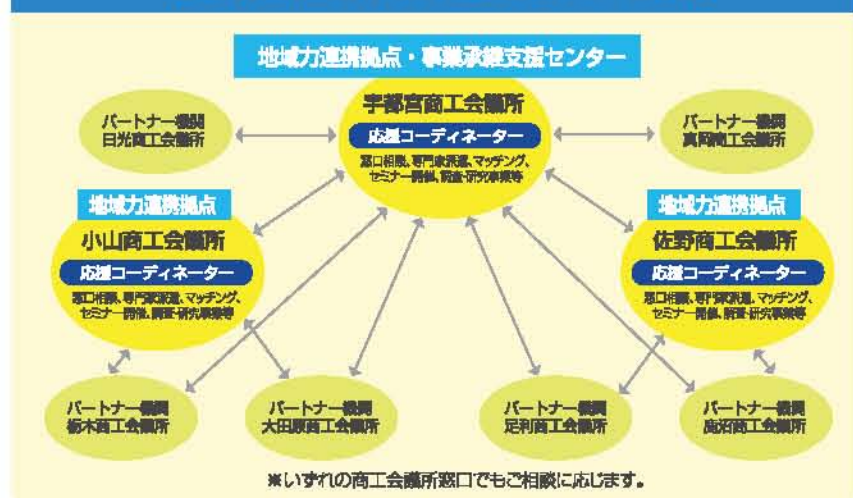 地域力連携拠点・事業承継支援センター
宇都宮商工会議所
応援コーディネーター
窓口相談、専門家派遣、マッチング、
セミナー開催、調査・研究事業等
パートナー機関
日光商工会議所
パートナー機関
真岡商工会議所
地域力連携拠点
小山商工会議所
応援コーディネーター
窓口相談、専門家派遣、マッチング、
セミナー開催、調査・研究事業等
地域力連携拠点
佐野商工会議所
応援コーディネーター
窓口相談、専門家派遣、マッチング、
セミナー開催、調査・研究事業等
パートナー機関
栃木商工会議所
パートナー機関
大田原商工会議所
パートナー機関
足利商工会議所
パートナー機関
鹿沼商工会議所
※いずれの商工会議所窓口でもご相談に応じます。